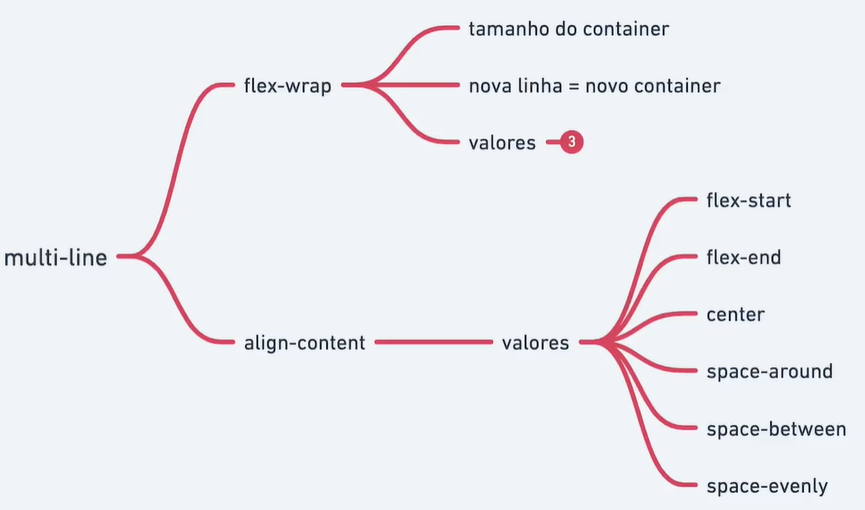 multi-line
flex-wrap
tamanho do container
nova linha = novo container
valores
3
align-content
valores
flex-start
flex-end
center
space-around
space-between
space-evenly